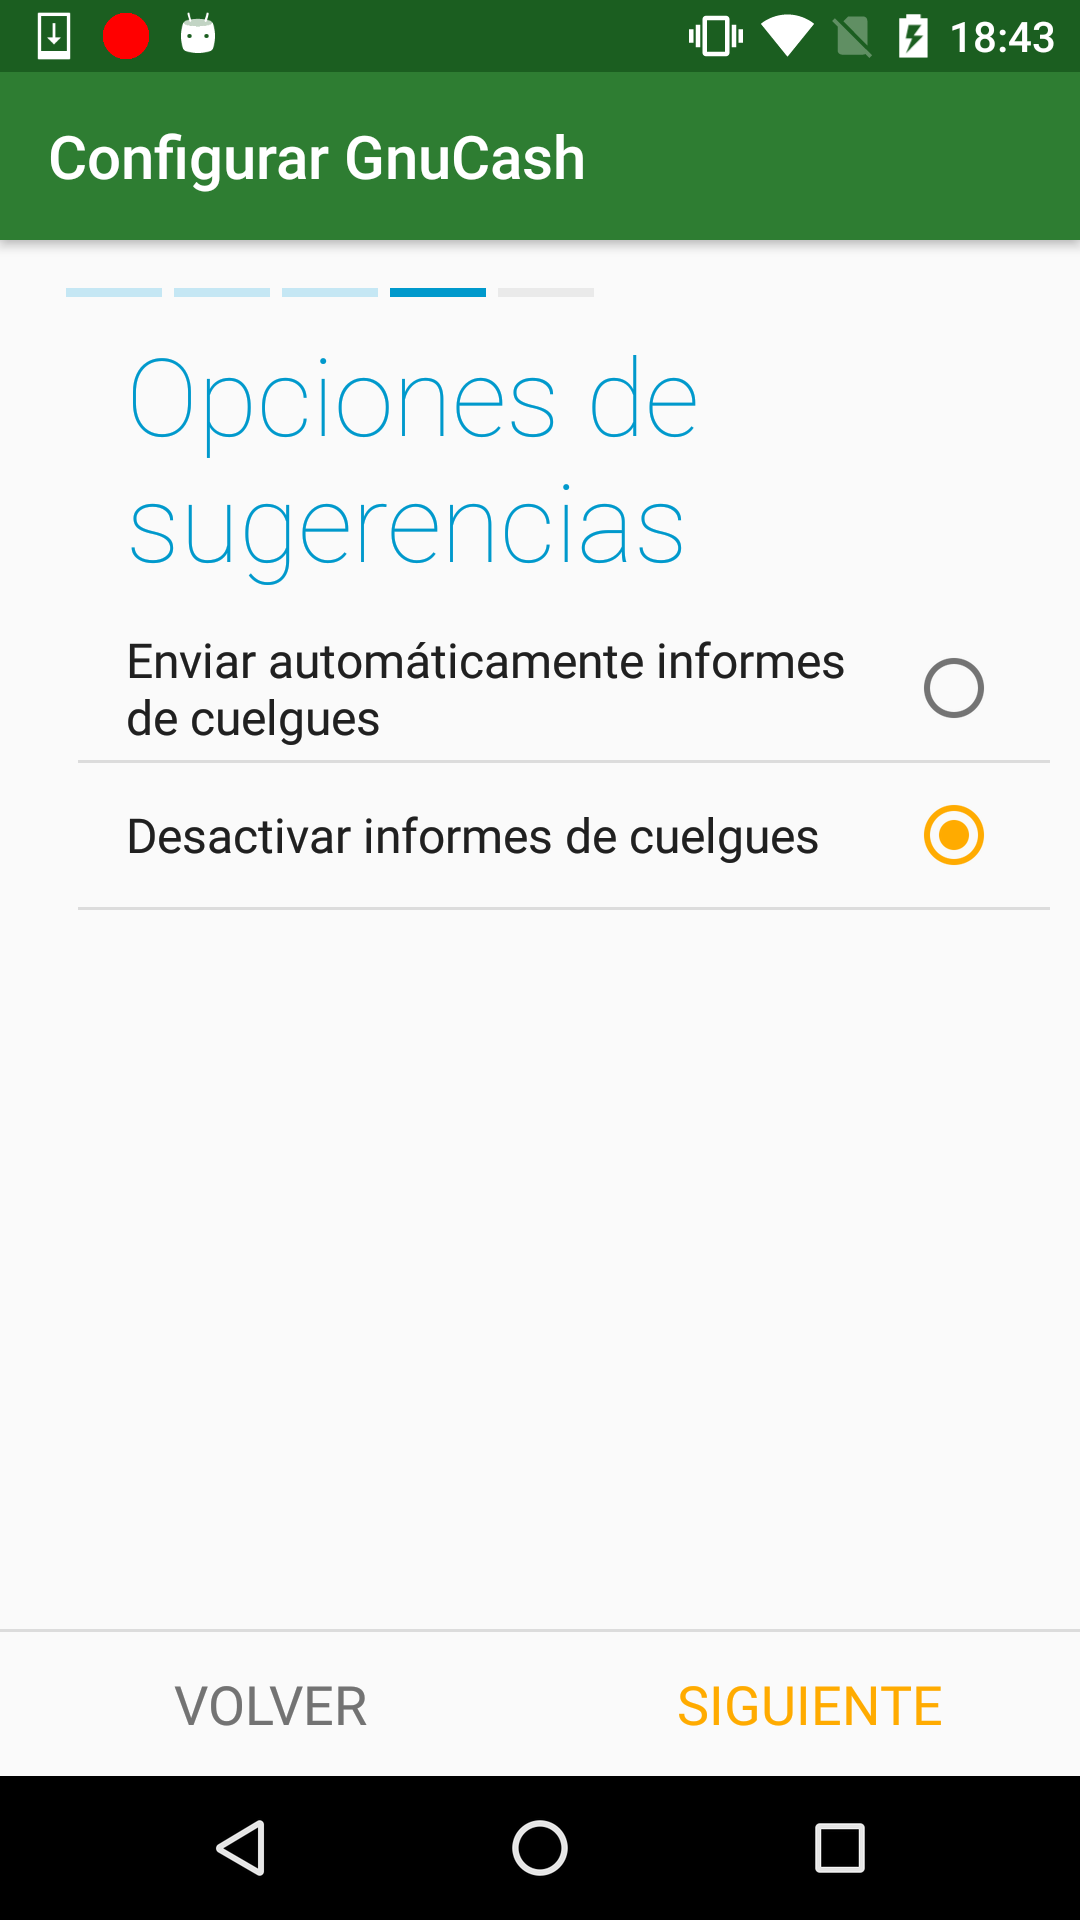 18:43
Configurar GnuCash
Opciones de
sugerencias
Enviar automáticamente informes
de cuelgues
Desactivar informes de cuelgues
VOLVER
SIGUIENTE